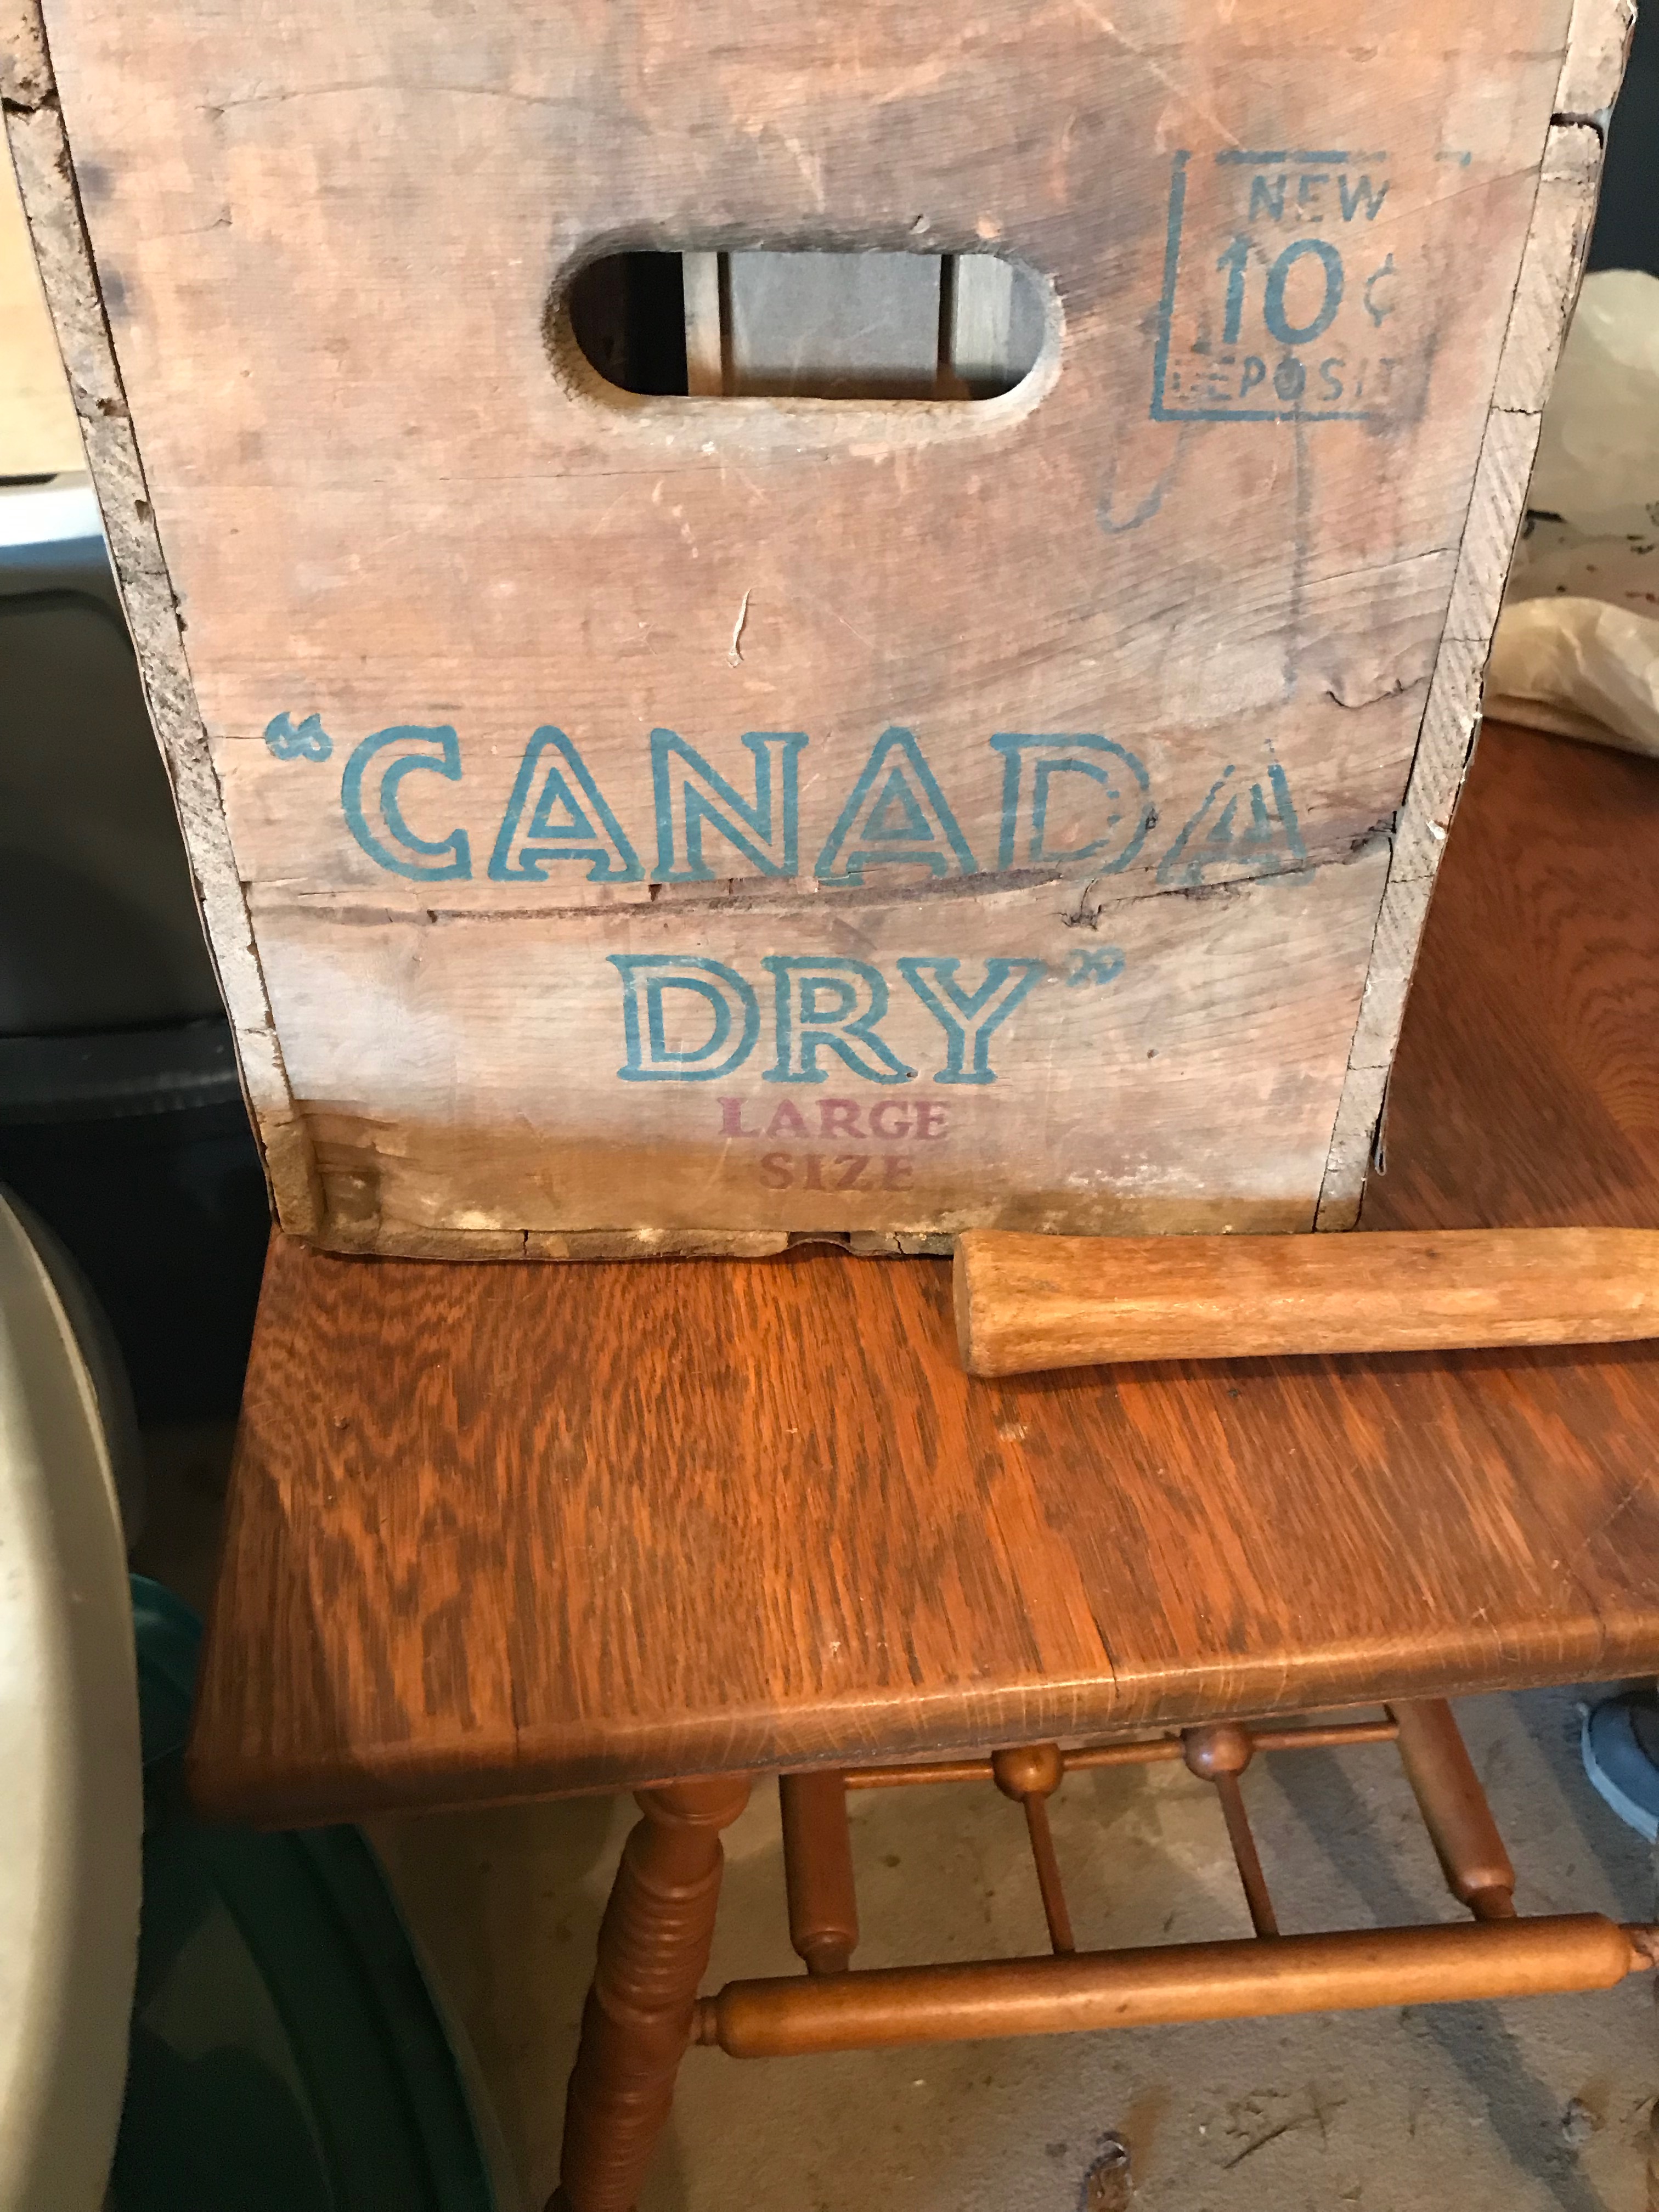 NEW
10¢
DEPOSIT
“CANADA
DRY”
LARGE
SIZE